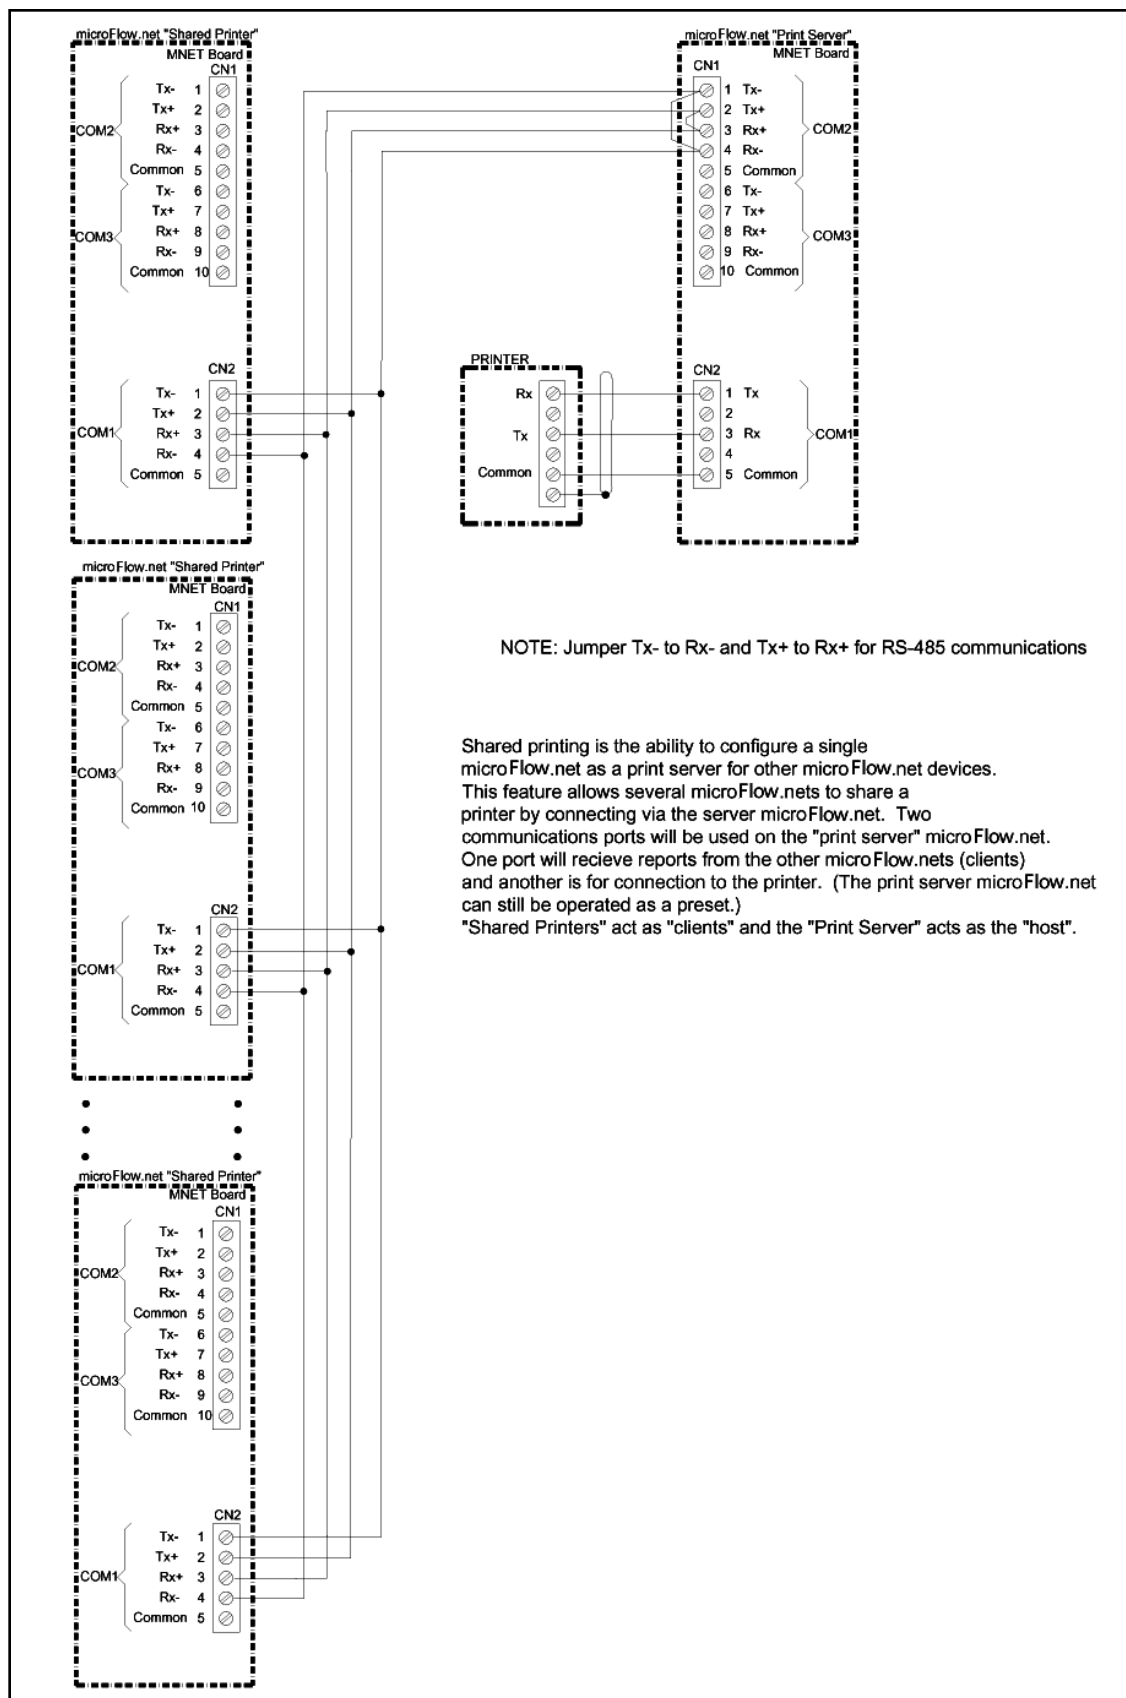 microFlow.net "Shared Printer"
MNET Board
CN1
Tx- 1
Tx+ 2
COM2 Rx+ 3
Rx- 4
Common 5
Tx- 6
Tx+ 7
COM3 Rx+ 8
Rx- 9
Common 10
CN2
Tx- 1
Tx+ 2
COM1 Rx+ 3
Rx- 4
Common 5
microFlow.net "Print Server"
MNET Board
CN1
1 Tx-
2 Tx+
3 Rx+ COM2
4 Rx-
5 Common
6 Tx-
7 Tx+
8 Rx+ COM3
9 Rx-
10 Common
CN2
1 Tx
2
3 Rx COM1
4
5 Common
PRINTER
Rx
Tx
Common
microFlow.net "Shared Printer"
MNET Board
CN1
Tx- 1
Tx+ 2
COM2 Rx+ 3
Rx- 4
Common 5
Tx- 6
Tx+ 7
COM3 Rx+ 8
Rx- 9
Common 10
CN2
Tx- 1
Tx+ 2
COM1 Rx+ 3
Rx- 4
Common 5
NOTE: Jumper Tx- to Rx- and Tx+ to Rx+ for RS-485 communications
Shared printing is the ability to configure a single
microFlow.net as a print server for other microFlow.net devices.
This feature allows several microFlow.nets to share a
printer by connecting via the server microFlow.net. Two
communications ports will be used on the "print server" microFlow.net.
One port will recieve reports from the other microFlow.nets (clients)
and another is for connection to the printer. (The print server microFlow.net
can still be operated as a preset.)
"Shared Printers" act as "clients" and the "Print Server" acts as the "host".
microFlow.net "Shared Printer"
MNET Board
CN1
Tx- 1
Tx+ 2
COM2 Rx+ 3
Rx- 4
Common 5
Tx- 6
Tx+ 7
COM3 Rx+ 8
Rx- 9
Common 10
CN2
Tx- 1
Tx+ 2
COM1 Rx+ 3
Rx- 4
Common 5